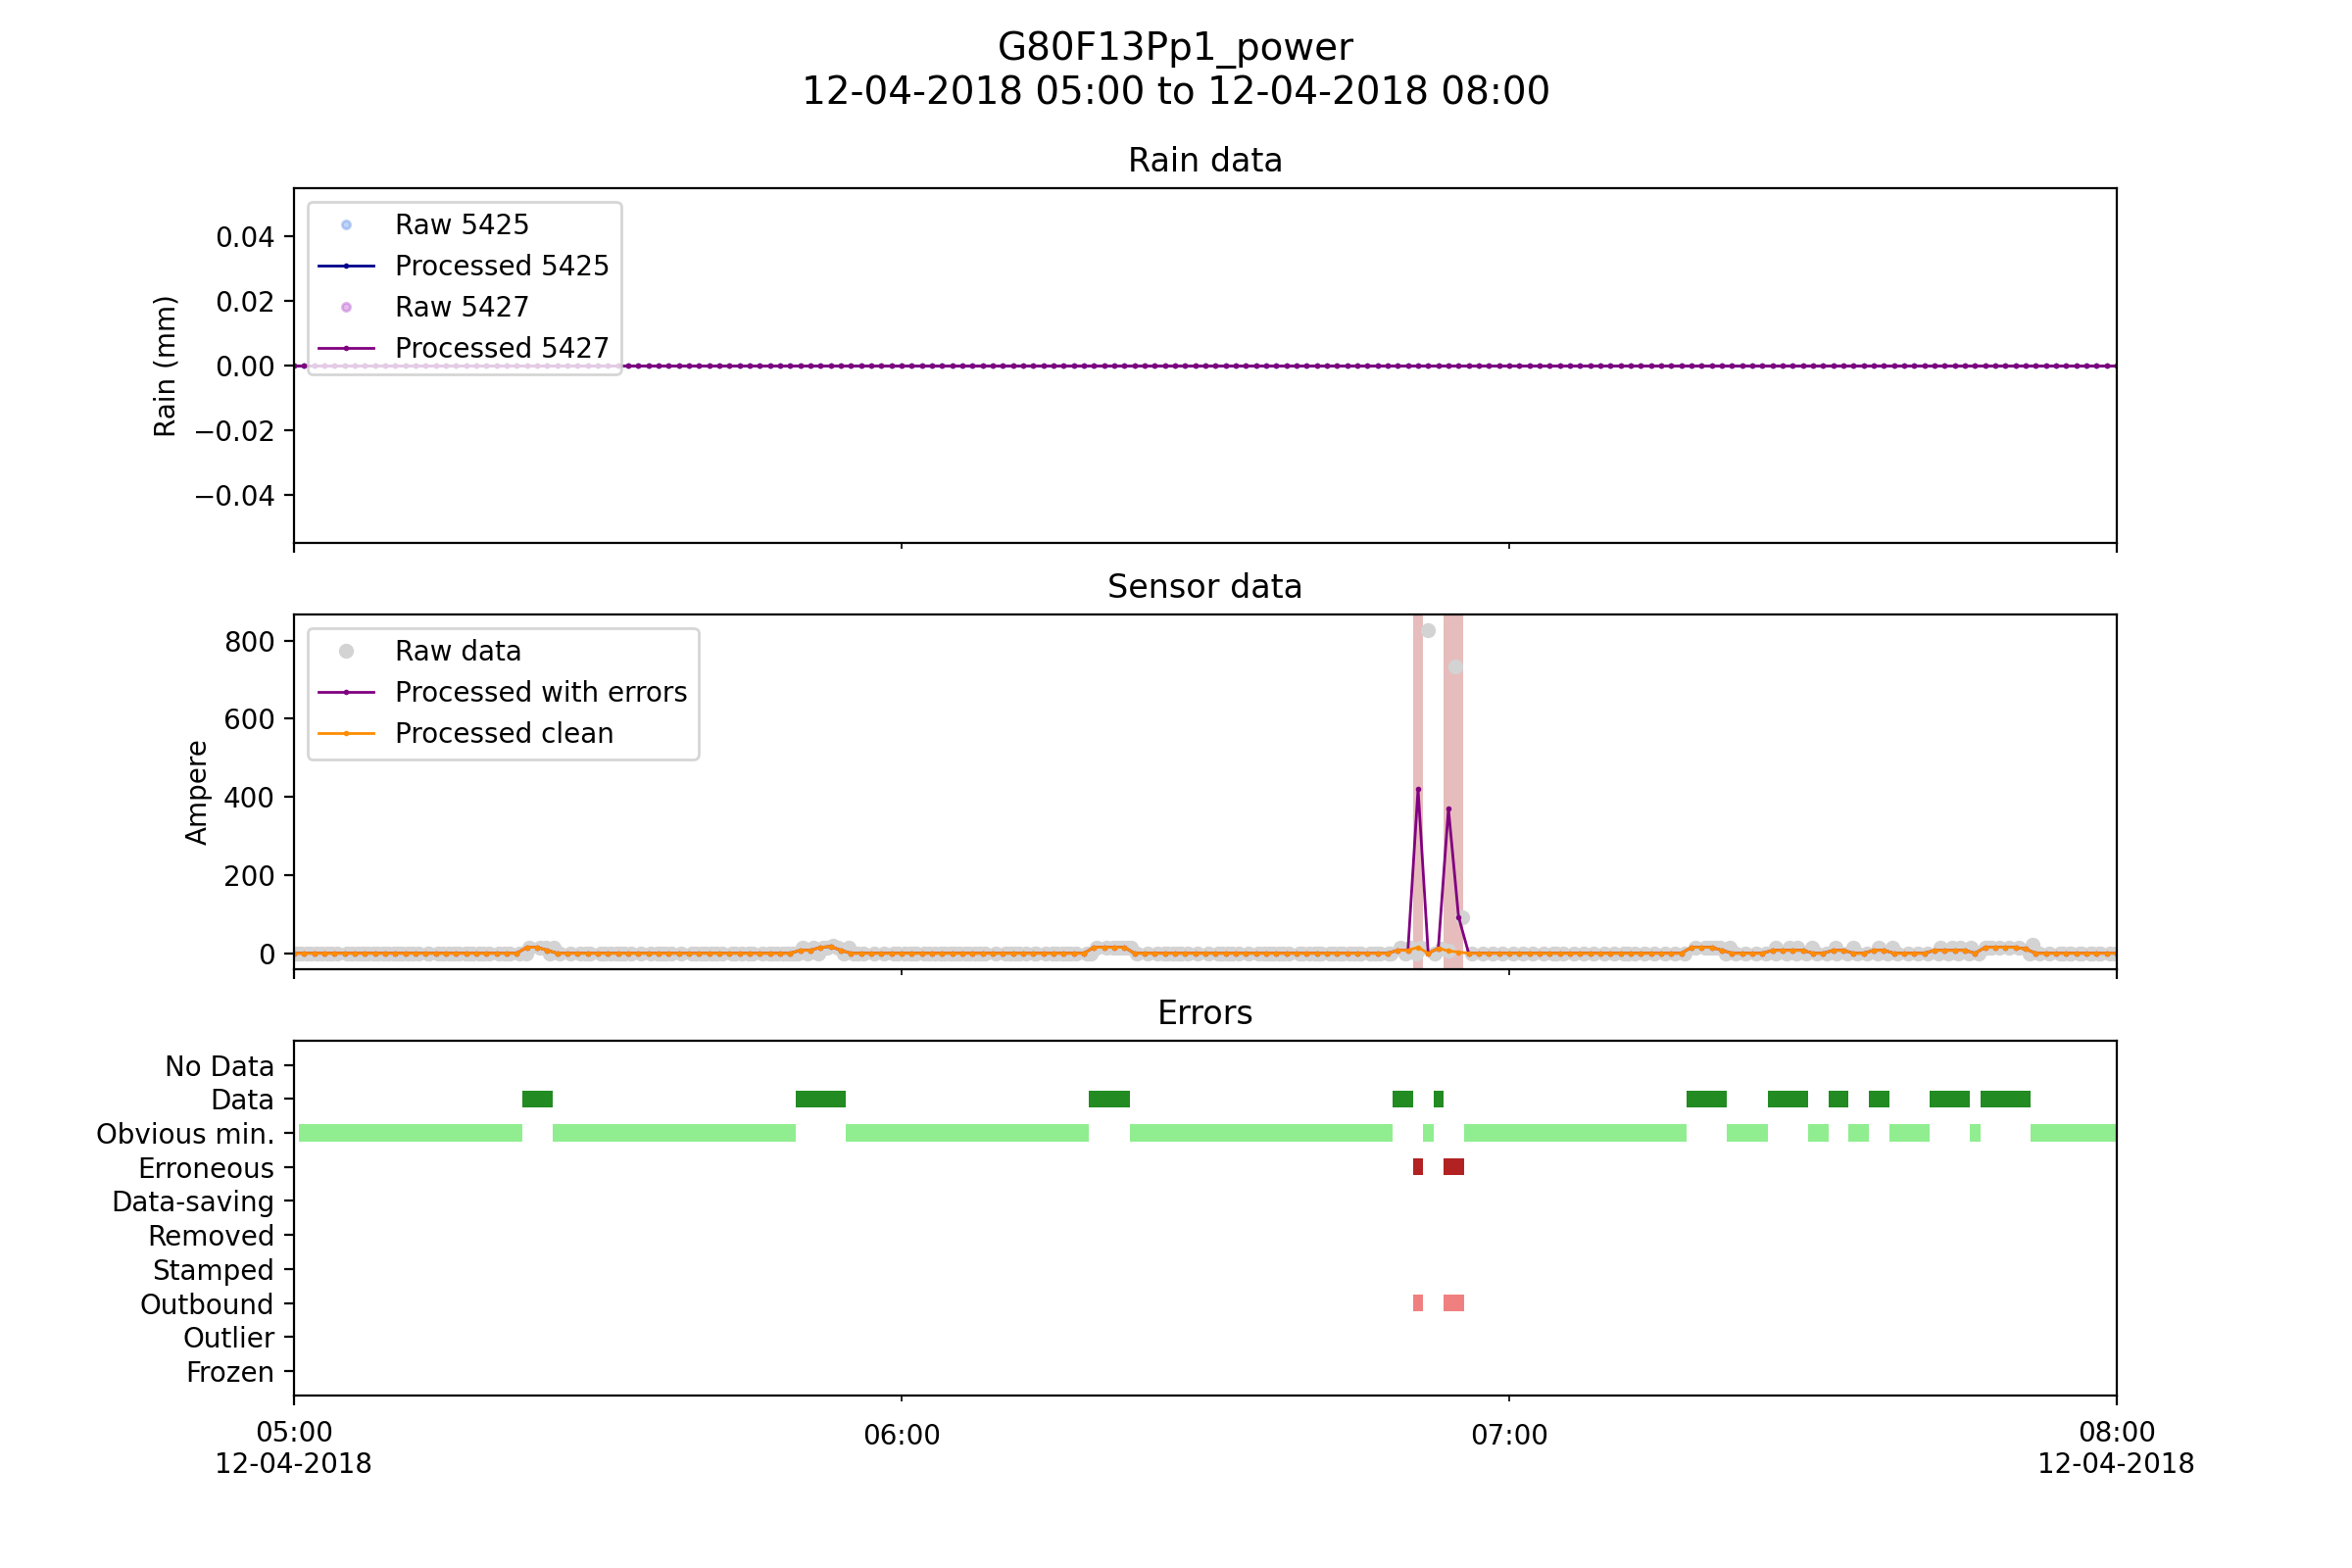 G80F13Pp1_power
12-04-2018 05:00 to 12-04-2018 08:00
Rain data
Raw 5425
Processed 5425
Raw 5427
Processed 5427
Rain (mm)
0.04
0.02
0.00
−0.02
−0.04
Sensor data
Raw data
Processed with errors
Processed clean
Ampere
800
600
400
200
0
Errors
No Data
Data
Obvious min.
Erroneous
Data-saving
Removed
Stamped
Outbound
Outlier
Frozen
05:00
12-04-2018
06:00
07:00
08:00
12-04-2018